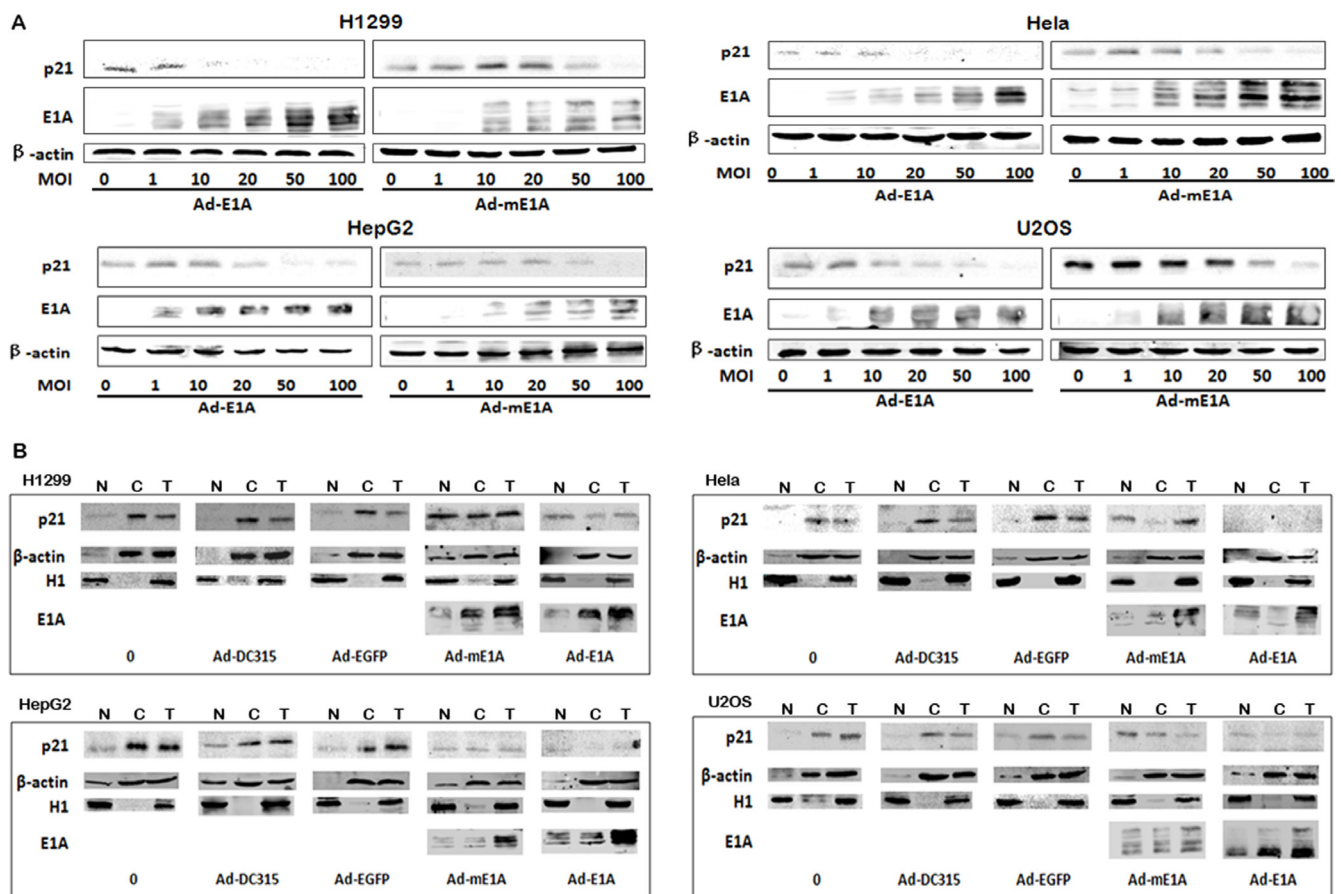 A
H1299
p21
E1A
β-actin
MOI 0 1 10 20 50 100 0 1 10 20 50 100
Ad-E1A Ad-mE1A
Hela
p21
E1A
β-actin
MOI 0 1 10 20 50 100 0 1 10 20 50 100
Ad-E1A Ad-mE1A
HepG2
p21
E1A
β-actin
MOI 0 1 10 20 50 100 0 1 10 20 50 100
Ad-E1A Ad-mE1A
U2OS
p21
E1A
β-actin
MOI 0 1 10 20 50 100 0 1 10 20 50 100
Ad-E1A Ad-mE1A
B
H1299
N C T N C T N C T N C T N C T
p21
β-actin
H1
E1A
0 Ad-DC315 Ad-EGFP Ad-mE1A Ad-E1A
Hela
N C T N C T N C T N C T N C T
p21
β-actin
H1
E1A
0 Ad-DC315 Ad-EGFP Ad-mE1A Ad-E1A
HepG2
N C T N C T N C T N C T N C T
p21
β-actin
H1
E1A
0 Ad-DC315 Ad-EGFP Ad-mE1A Ad-E1A
U2OS
N C T N C T N C T N C T N C T
p21
β-actin
H1
E1A
0 Ad-DC315 Ad-EGFP Ad-mE1A Ad-E1A